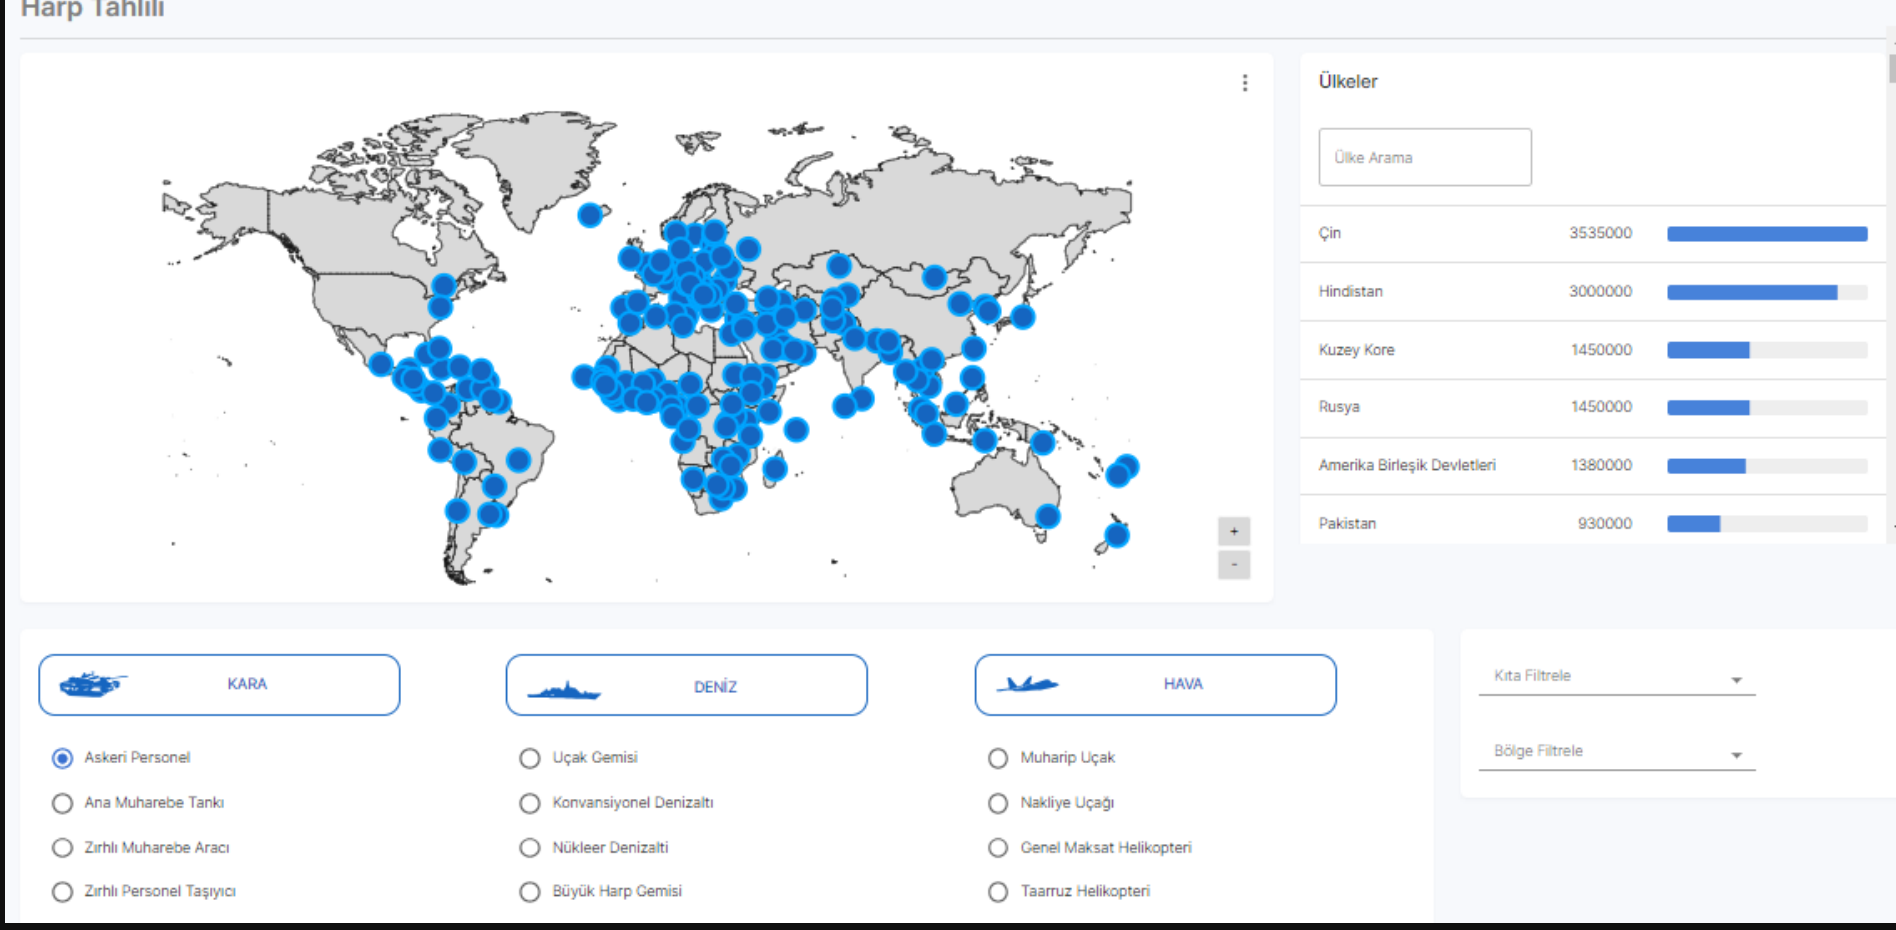 Harp Tahlili
Ülkeler
Ülke Arama
Çin 3535000
Hindistan 3000000
Kuzey Kore 1450000
Rusya 1450000
Amerika Birleşik Devletleri 1380000
Pakistan 930000
+
-
KARA
DENİZ
HAVA
Kıta Filtrele
Bölge Filtrele
Askeri Personel
Uçak Gemisi
Muharip Uçak
Ana Muharebe Tankı
Konvansiyonel Denizaltı
Nakliye Uçağı
Zırhlı Muharebe Aracı
Nükleer Denizalti
Genel Maksat Helikopteri
Zırhlı Personel Taşıyıcı
Büyük Harp Gemisi
Taarruz Helikopteri